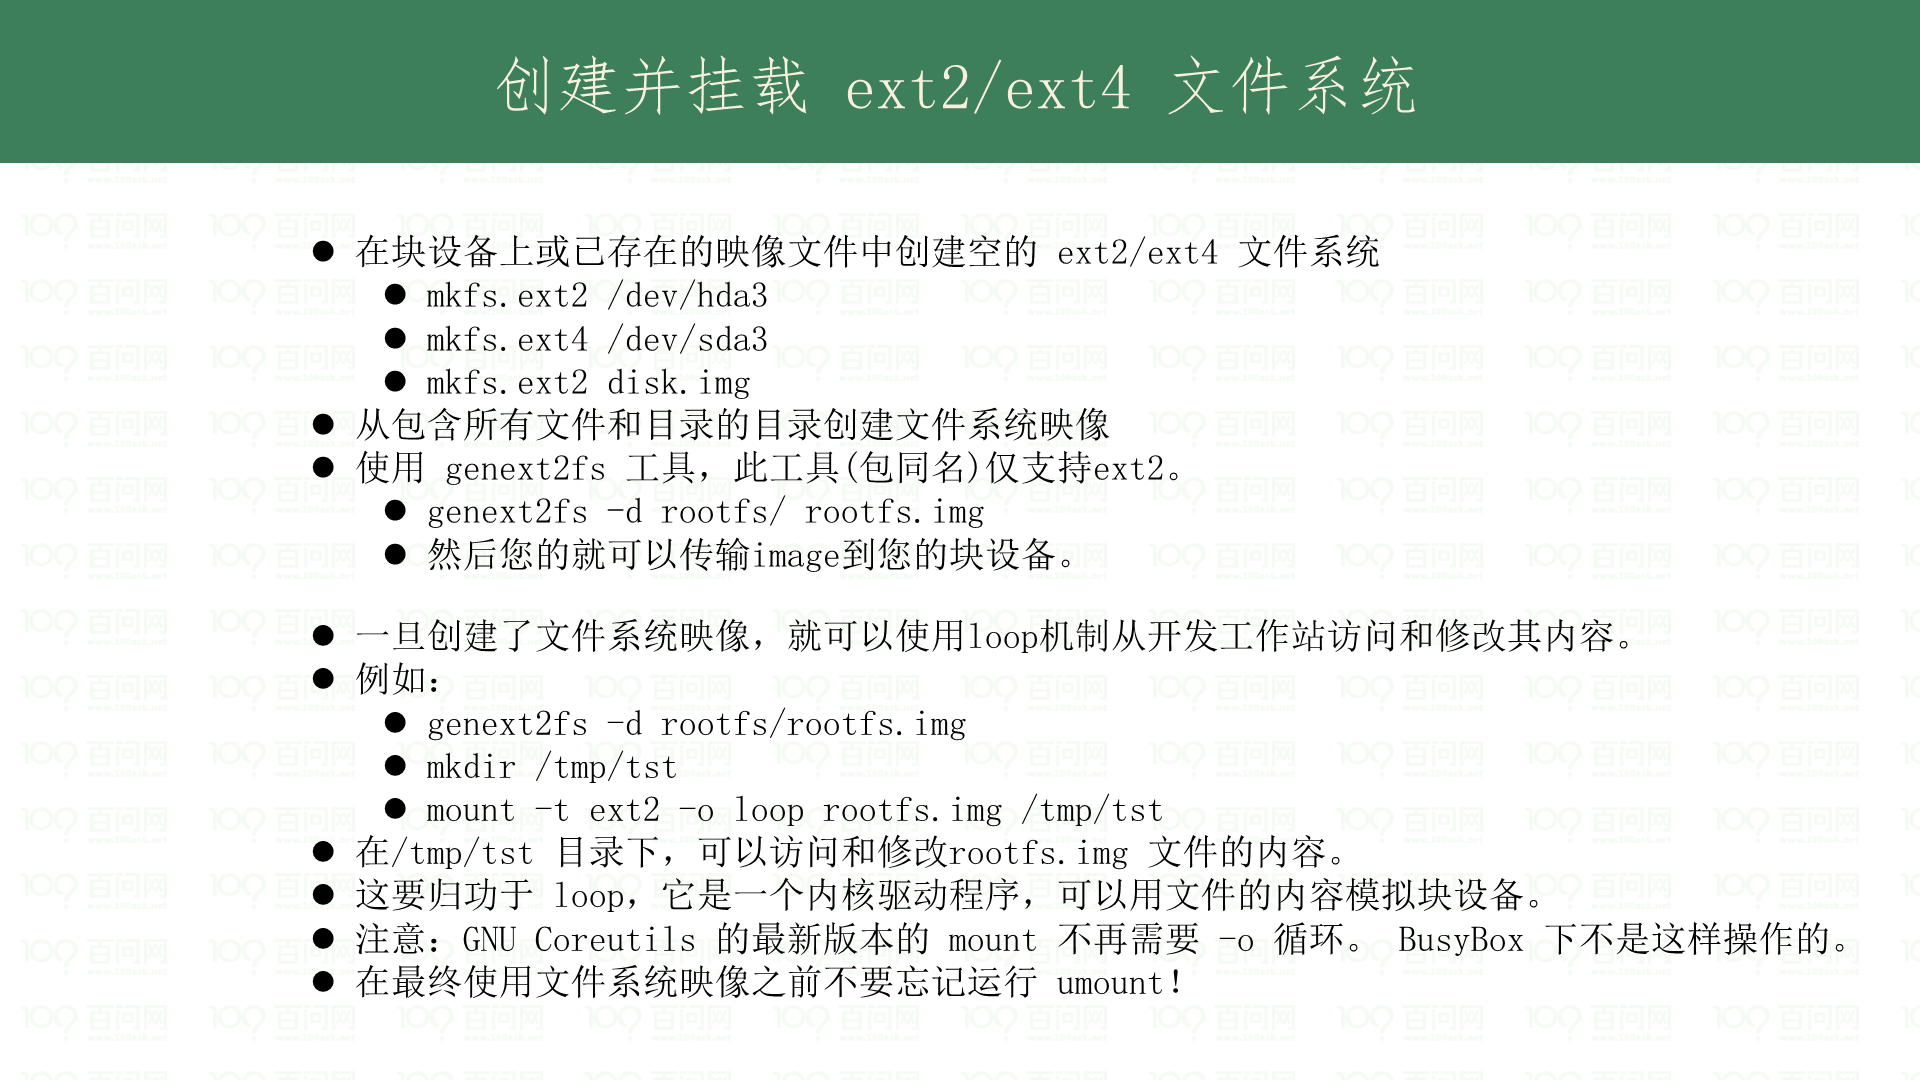 创建并挂载 ext2/ext4 文件系统
● 在块设备上或已存在的映像文件中创建空的 ext2/ext4 文件系统
● mkfs.ext2 /dev/hda3
● mkfs.ext4 /dev/sda3
● mkfs.ext2 disk.img
● 从包含所有文件和目录的目录创建文件系统映像
● 使用 genext2fs 工具，此工具(包同名)仅支持ext2。
● genext2fs -d rootfs/ rootfs.img
● 然后您的就可以传输image到您的块设备。
● 一旦创建了文件系统映像，就可以使用loop机制从开发工作站访问和修改其内容。
● 例如：
● genext2fs -d rootfs/rootfs.img
● mkdir /tmp/tst
● mount -t ext2 -o loop rootfs.img /tmp/tst
● 在/tmp/tst 目录下，可以访问和修改rootfs.img 文件的内容。
● 这要归功于 loop，它是一个内核驱动程序，可以用文件的内容模拟块设备。
● 注意：GNU Coreutils 的最新版本的 mount 不再需要 -o 循环。 BusyBox 下不是这样操作的。
● 在最终使用文件系统映像之前不要忘记运行 umount！